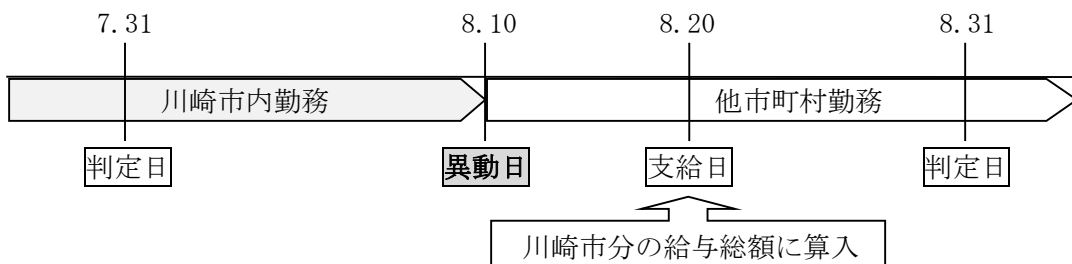 7.31 8.10 8.20 8.31
川崎市内勤務 他市町村勤務
判定日 異動日 支給日 判定日
川崎市分の給与総額に算入